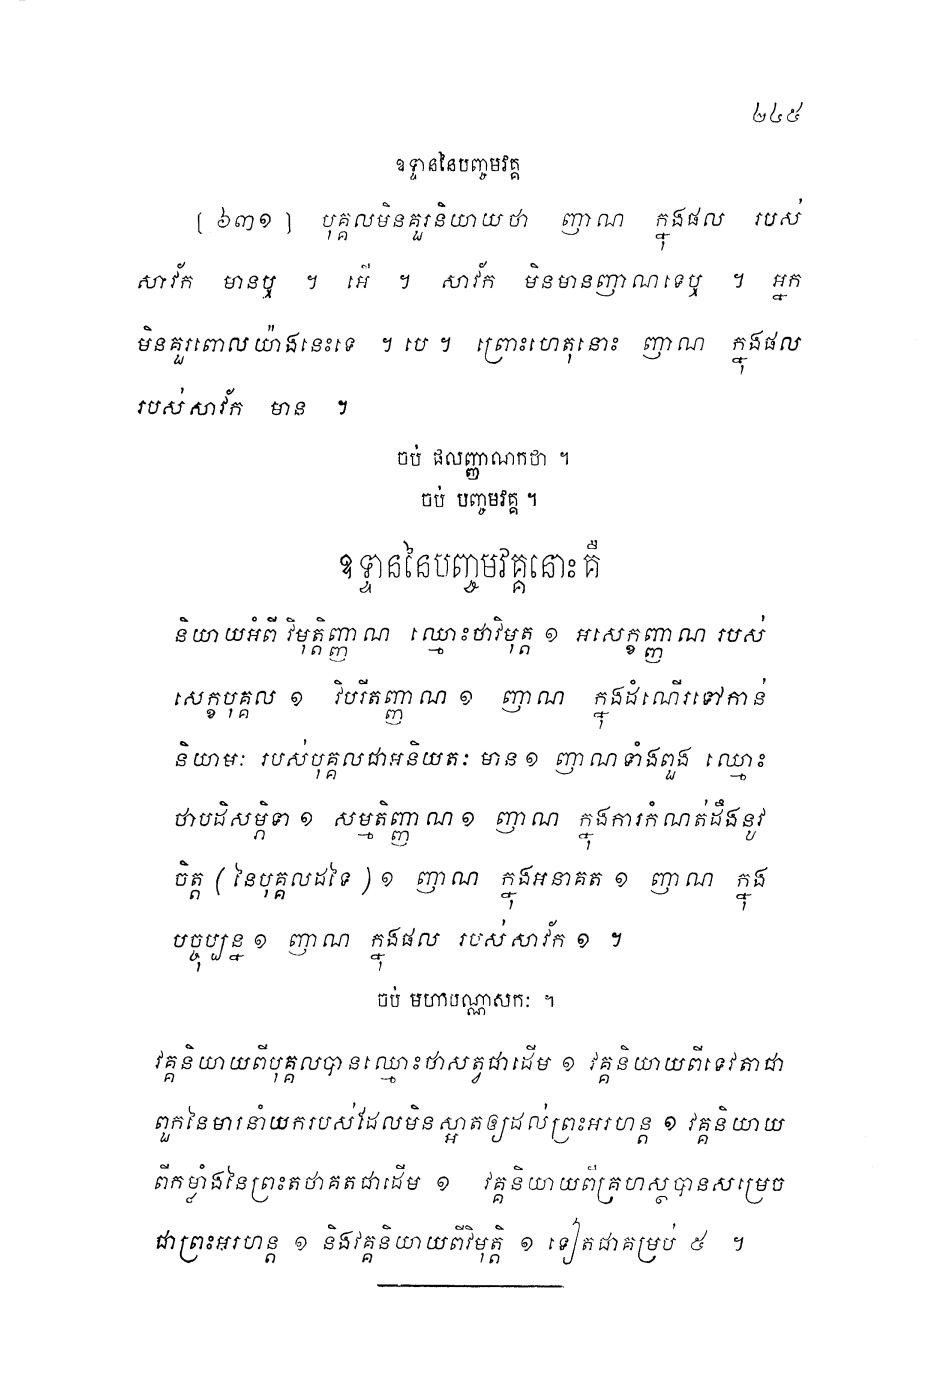 ២៤៥
ឧទ្ទាននៃបញ្ចមវគ្គ
[ ៦៣១ ] បុគ្គលមិនគួរនិយាយថា ញាណ ក្នុងផល របស់
សាវ័ក មានឬ ។ អើ ។ សាវ័ក មិនមានញាណទេឬ ។ អ្នក
មិនគួរពោលយ៉ាងនេះទេ ។ បេ ។ ព្រោះហេតុនោះ ញាណ ក្នុងផល
របស់សាវ័ក មាន ។
ចប់ ផលញ្ញាណកថា ។
ចប់ បញ្ចមវគ្គ ។
ឧទ្ទាននៃបញ្ចមវគ្គនោះគឺ
និយាយអំពី វិមុត្តិញ្ញាណ ឈ្មោះថាវិមុត្ត ១ អសេក្ខញ្ញាណ របស់
សេក្ខបុគ្គល ១ វិបរីតញ្ញាណ ១ ញាណ ក្នុងដំណើរទៅកាន់
និយាមៈ របស់បុគ្គលជាអនិយតៈ មាន ១ ញាណទាំងពួង ឈ្មោះ
ថាបដិសម្ភិទា ១ សម្មតិញ្ញាណ ១ ញាណ ក្នុងការកំណត់ដឹងនូវ
ចិត្ត ( នៃបុគ្គលដទៃ ) ១ ញាណ ក្នុងអនាគត ១ ញាណ ក្នុង
បច្ចុប្បន្ន ១ ញាណ ក្នុងផល របស់សាវ័ក ១ ។
ចប់ មហាបណ្ណាសកៈ ។
វគ្គនិយាយពីបុគ្គលបានឈ្មោះថាសត្វជាដើម ១ វគ្គនិយាយពីទេវតាជា
ពួកនៃមារនាំយករបស់ដែលមិនស្អាតឲ្យដល់ព្រះអរហន្ត ១ វគ្គនិយាយ
ពីកម្លាំងនៃព្រះតថាគតជាដើម ១ វគ្គនិយាយពីគ្រហស្ថបានសម្រេច
ជាព្រះអរហន្ត ១ និងវគ្គនិយាយពីវិមុត្តិ ១ ទៀតជាគម្រប់ ៥ ។